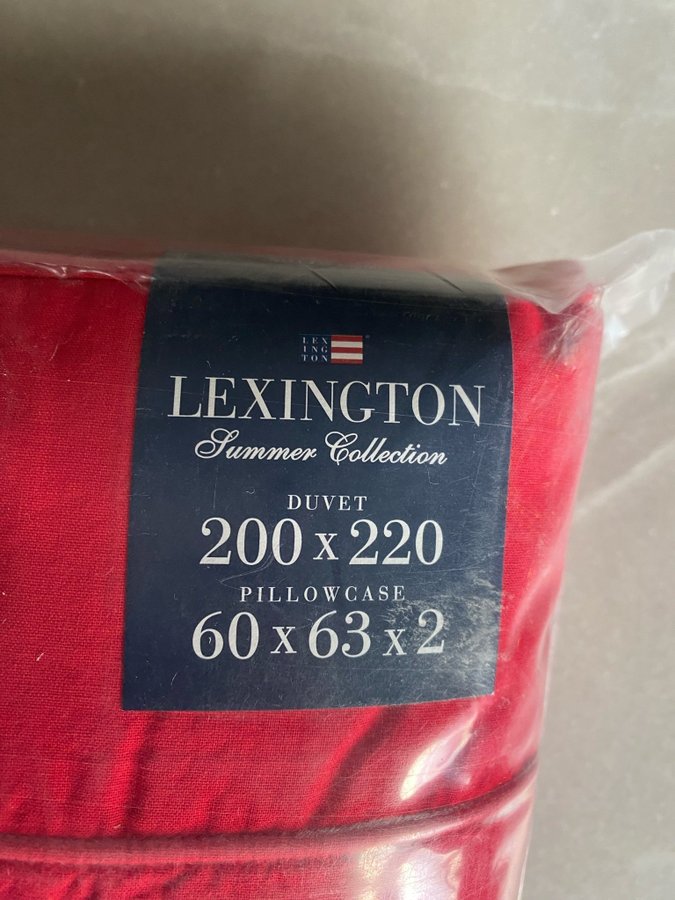 LEX
ING
TON
LEXINGTON
Summer Collection
DUVET
200 x 220
PILLOWCASE
60 x 63 x 2